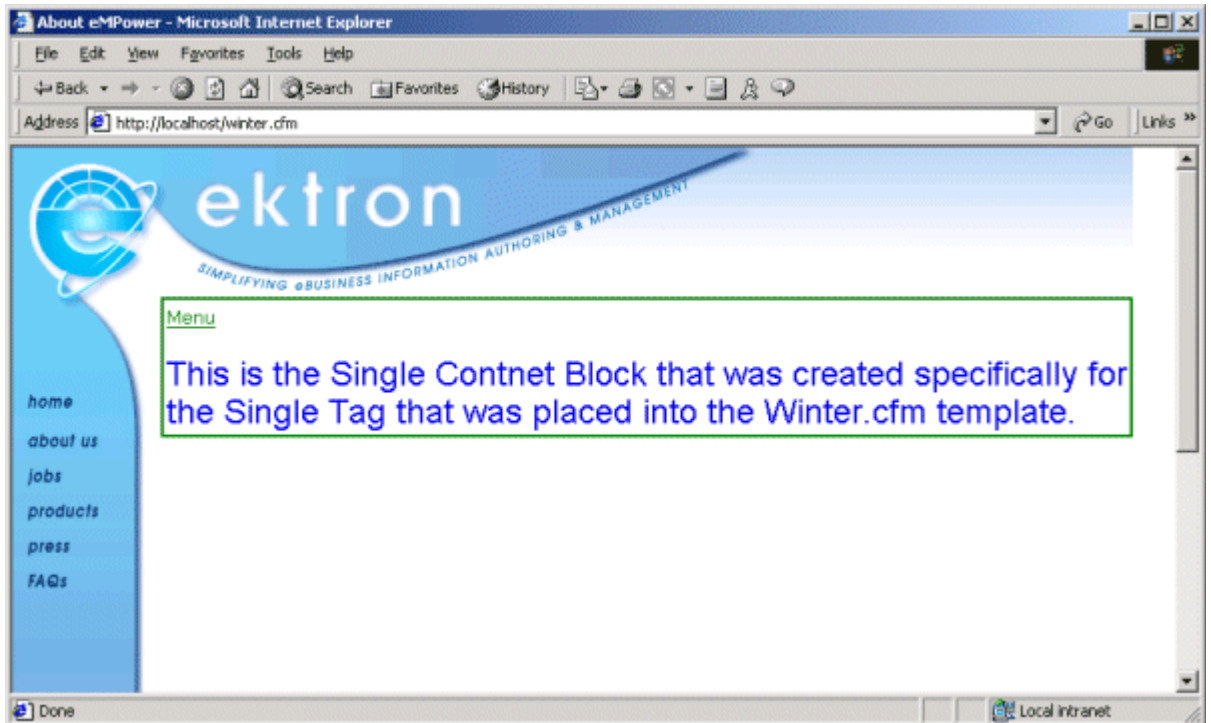 About eMPower - Microsoft Internet Explorer
File Edit View Favorites Tools Help
Back Search Favorites History
Address http://localhost/winter.cfm Go Links »
ektron
SIMPLIFYING eBUSINESS INFORMATION AUTHORING & MANAGEMENT
Menu
This is the Single Contnet Block that was created specifically for
the Single Tag that was placed into the Winter.cfm template.
home
about us
jobs
products
press
FAQs
Done Local intranet